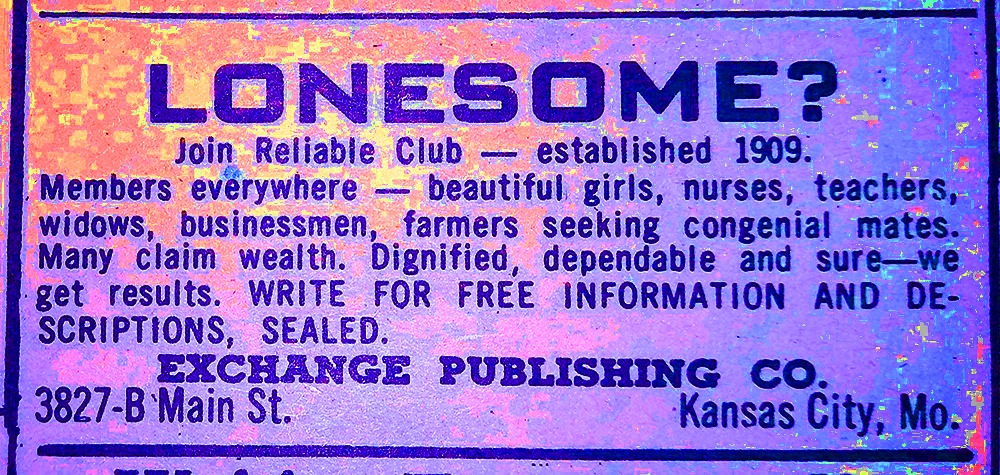 LONESOME?
Join Reliable Club — established 1909.
Members everywhere — beautiful girls, nurses, teachers,
widows, businessmen, farmers seeking congenial mates.
Many claim wealth. Dignified, dependable and sure—we
get results. WRITE FOR FREE INFORMATION AND DE-
SCRIPTIONS, SEALED.
EXCHANGE PUBLISHING CO.
3827-B Main St. Kansas City, Mo.